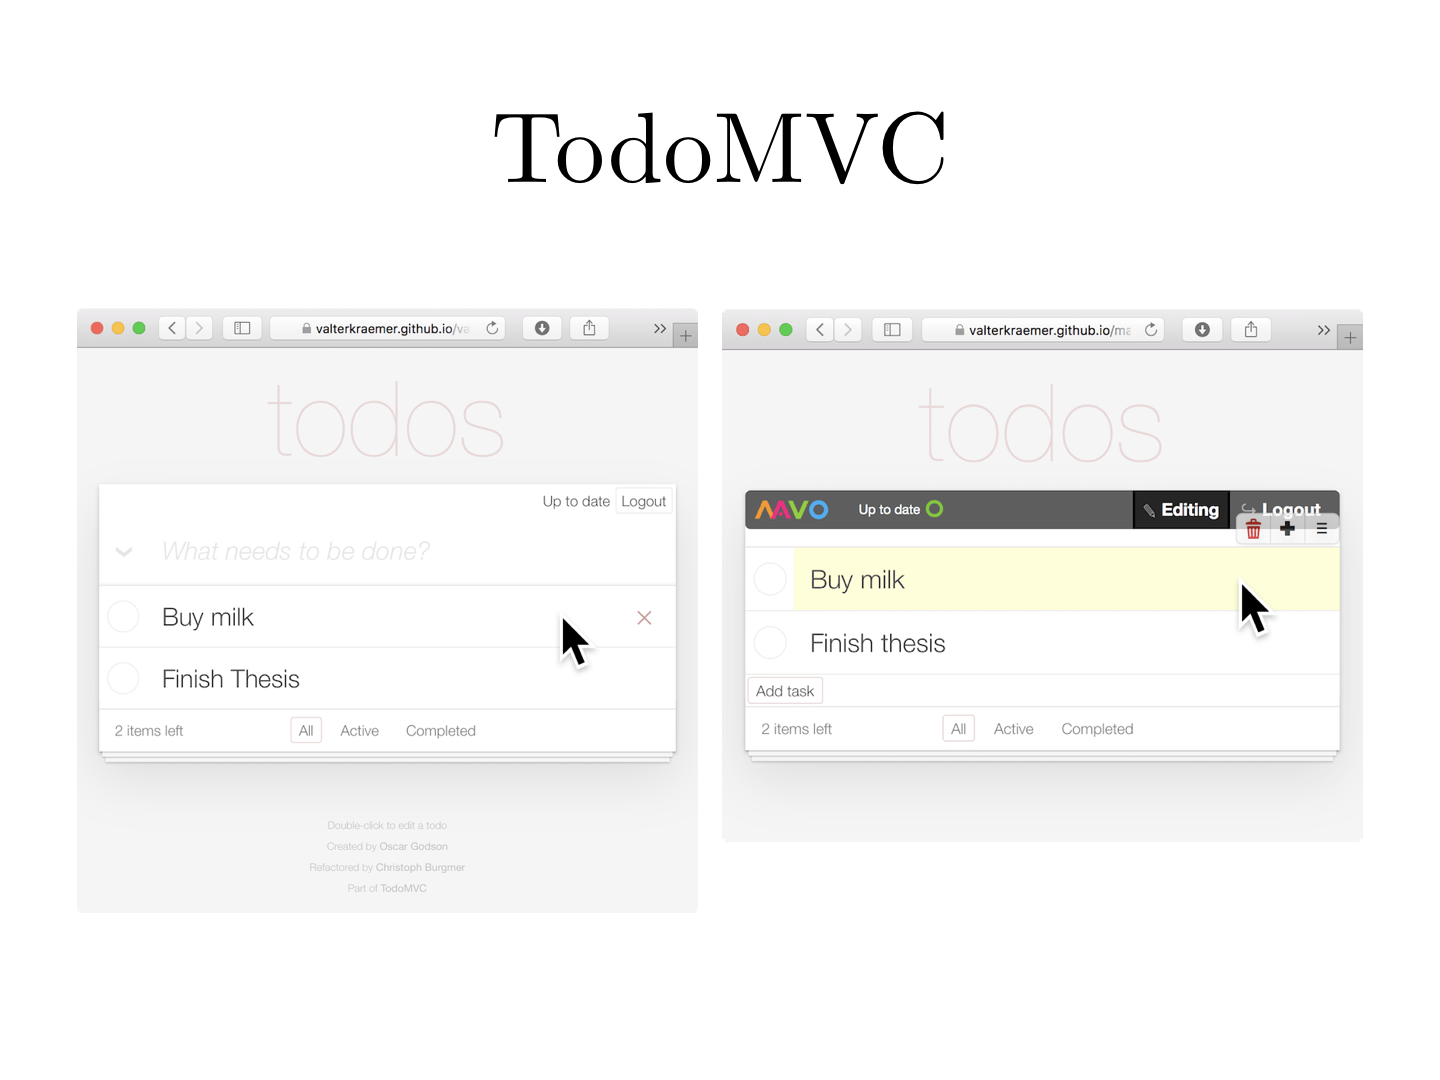 TodoMVC
valterkraemer.github.io/va
todos
Up to date Logout
What needs to be done?
Buy milk
Finish Thesis
2 items left All Active Completed
Double-click to edit a todo
Created by Oscar Godson
Refactored by Christoph Burgmer
Part of TodoMVC
valterkraemer.github.io/ma
todos
MAVO Up to date Editing Logout
Buy milk
Finish thesis
Add task
2 items left All Active Completed